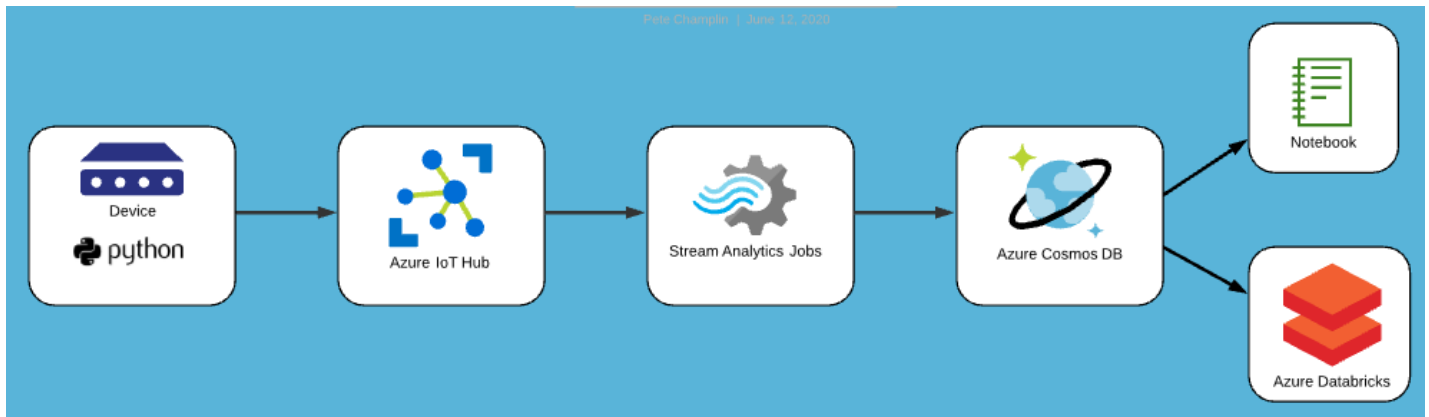 Pete Champlin | June 12, 2020
Device
python
Azure IoT Hub
Stream Analytics Jobs
Azure Cosmos DB
Notebook
Azure Databricks